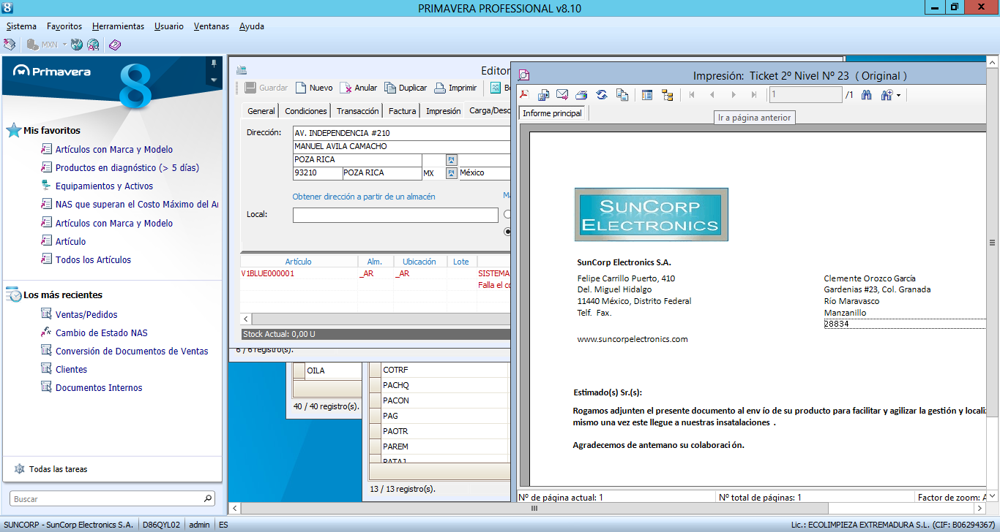 PRIMAVERA PROFESSIONAL v8.10
Sistema Favoritos Herramientas Usuario Ventanas Ayuda
MXN
Primavera
8
Mis favoritos
Artículos con Marca y Modelo
Productos en diagnóstico (> 5 días)
Equipamientos y Activos
NAS que superan el Costo Máximo del Ar
Artículos con Marca y Modelo
Artículo
Todos los Artículos
Los más recientes
Ventas/Pedidos
Cambio de Estado NAS
Conversión de Documentos de Ventas
Clientes
Documentos Internos
Todas las tareas
Buscar
Editor
Guardar Nuevo Anular Duplicar Imprimir
General Condiciones Transacción Factura Impresión Carga/Desc
Dirección: AV. INDEPENDENCIA #210
MANUEL AVILA CAMACHO
POZA RICA F4
93210 POZA RICA MX F4 México
Obtener dirección a partir de un almacén
Local:
Artículo Alm. Ubicación Lote
V1BLUE000001 _AR _AR SISTEMA
Falla el co
Stock Actual: 0,00 U
6 / 6 registro(s).
OILA
40 / 40 registro(s).
COTRF
PACHQ
PACON
PAG
PAOTR
PAREM
PATAJ
13 / 13 registro(s).
Impresión: Ticket 2º Nivel Nº 23 ( Original )
1 /1
Informe principal
Ir a página anterior
SUNCORP
ELECTRONICS
SunCorp Electronics S.A.
Felipe Carrillo Puerto, 410
Del. Miguel Hidalgo
11440 México, Distrito Federal
Telf. Fax.
www.suncorpelectronics.com
Clemente Orozco García
Gardenias #23, Col. Granada
Río Maravasco
Manzanillo
28834
Estimado(s) Sr.(s):
Rogamos adjunten el presente documento al env ío de su producto para facilitar y agilizar la gestión y locali
mismo una vez este llegue a nuestras insatalaciones .
Agradecemos de antemano su colaboraci ón.
Nº de página actual: 1 Nº total de páginas: 1 Factor de zoom: A
SUNCORP - SunCorp Electronics S.A. D86QYL02 admin ES Lic.: ECOLIMPIEZA EXTREMADURA S.L. (CIF: B06294367)